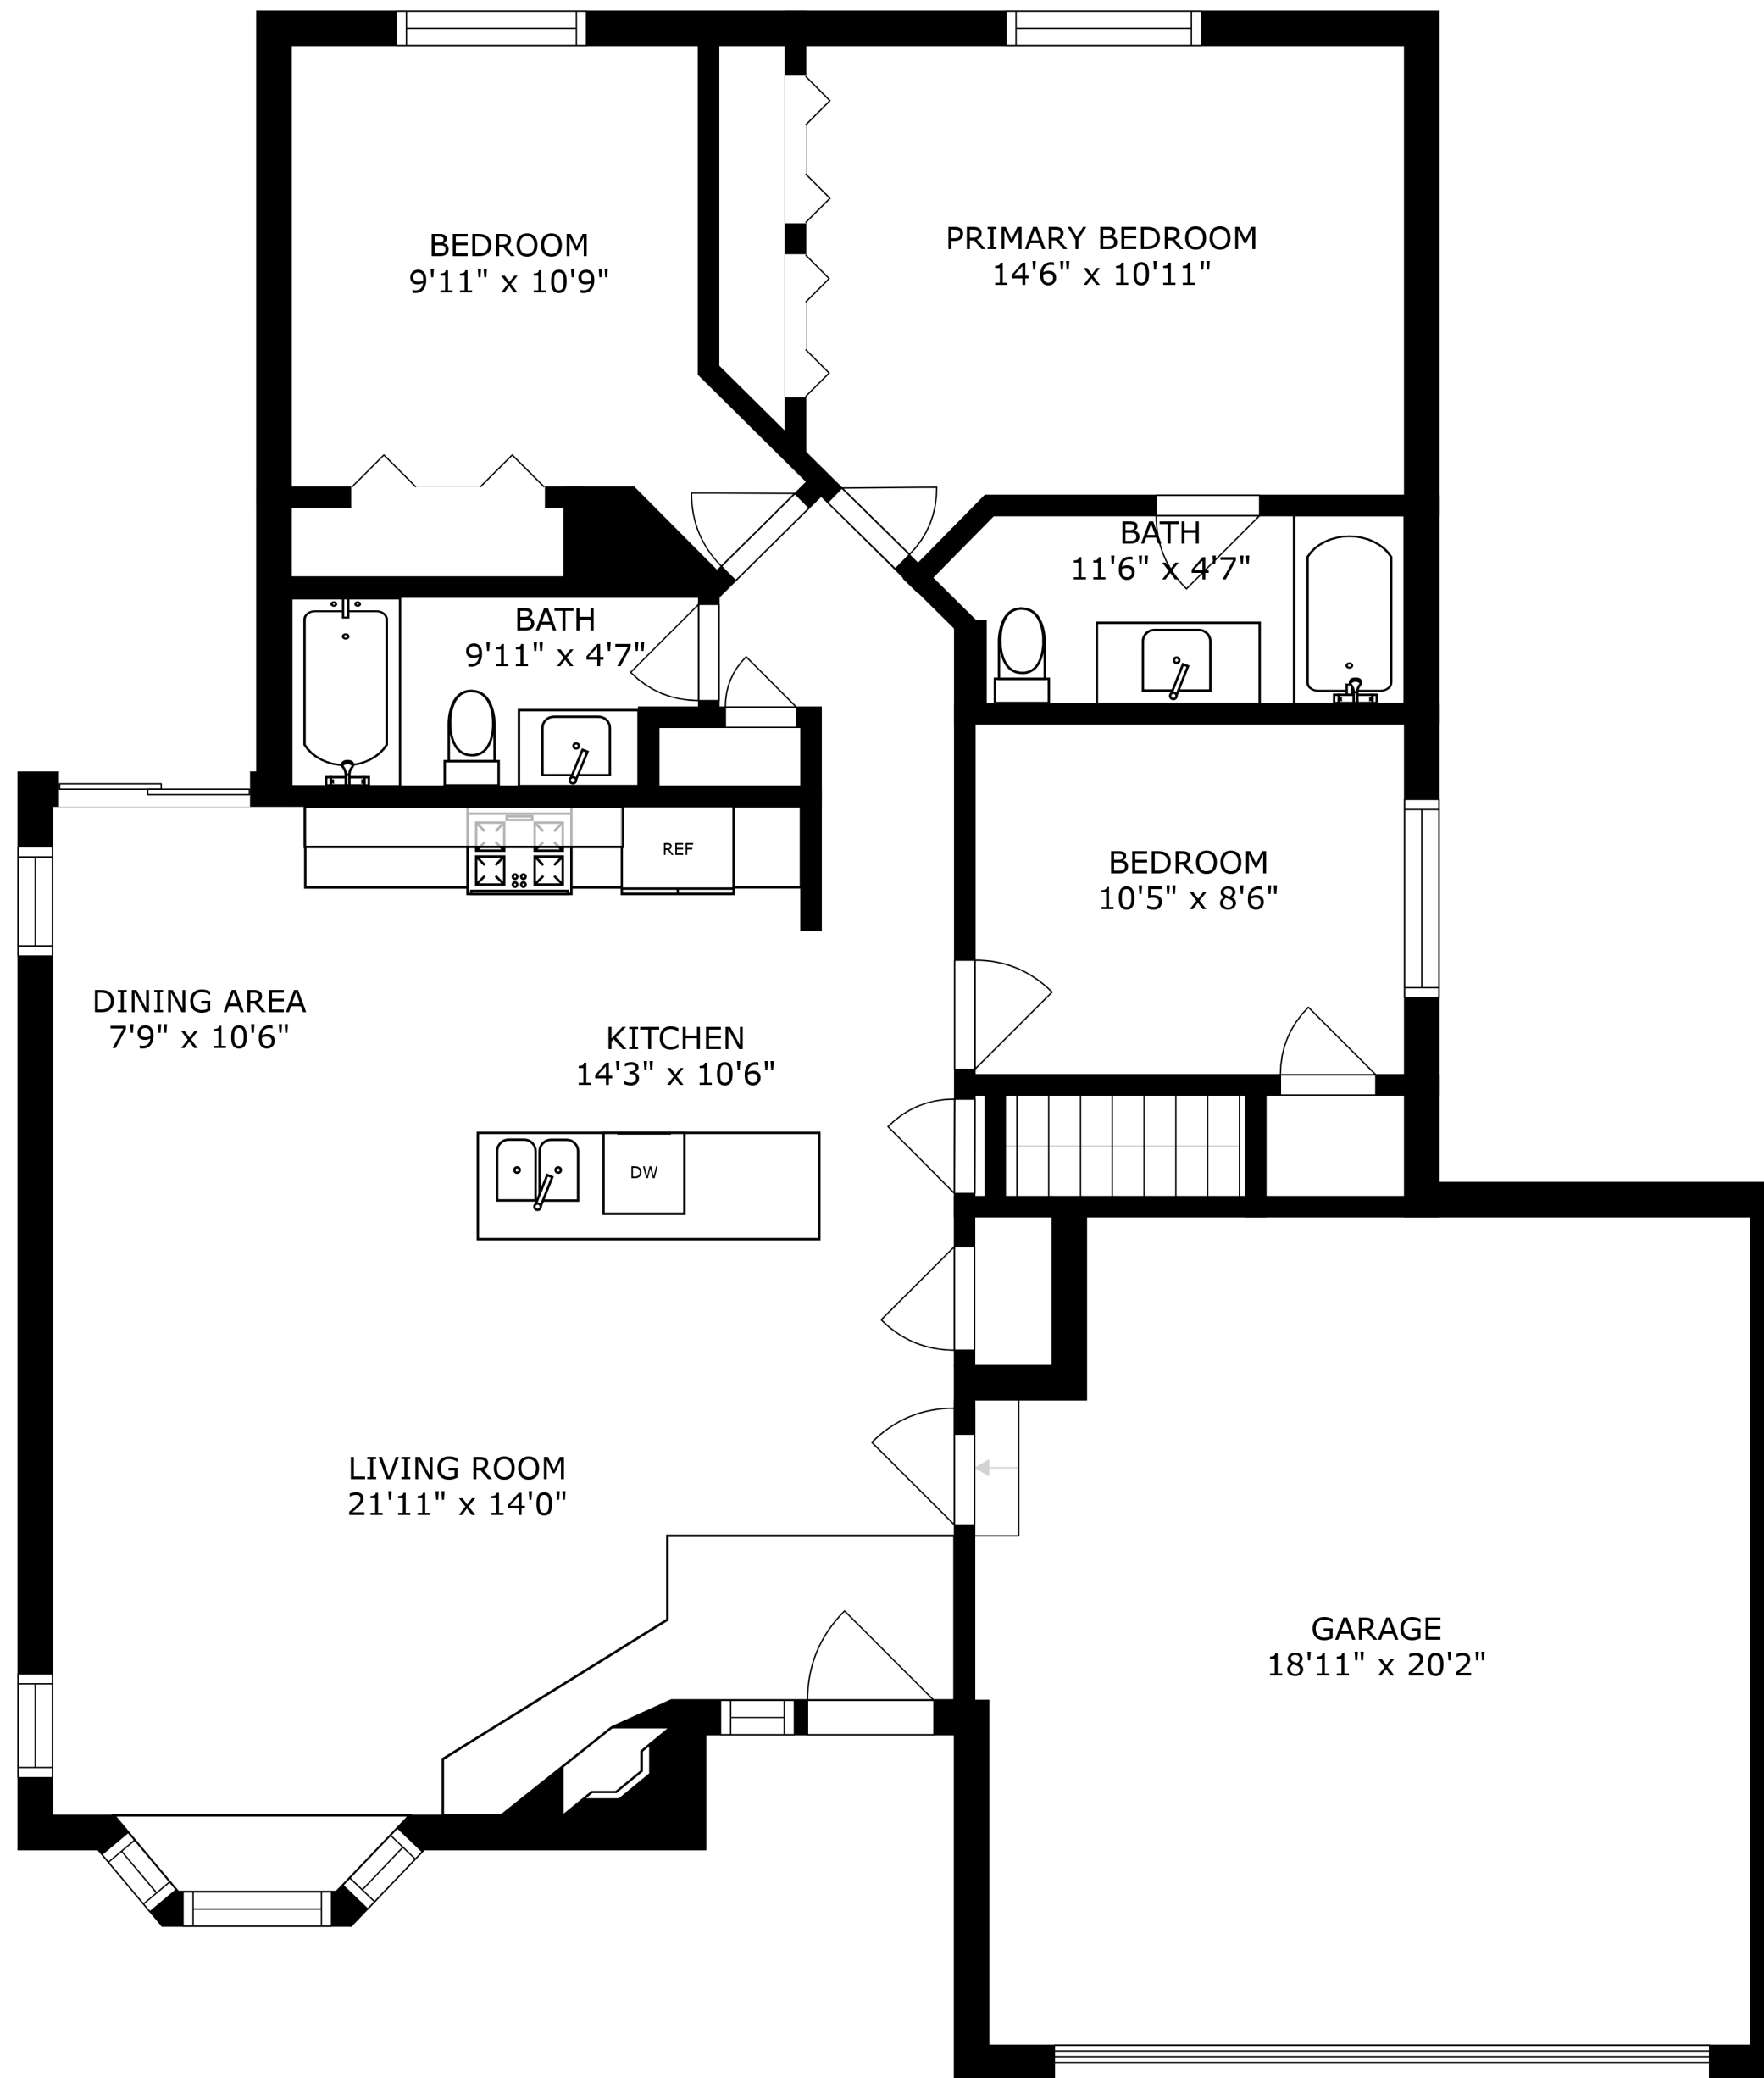 BEDROOM
9'11" x 10'9"
PRIMARY BEDROOM
14'6" x 10'11"
BATH
11'6" x 4'7"
BATH
9'11" x 4'7"
REF
BEDROOM
10'5" x 8'6"
DINING AREA
7'9" x 10'6"
KITCHEN
14'3" x 10'6"
DW
LIVING ROOM
21'11" x 14'0"
GARAGE
18'11" x 20'2"